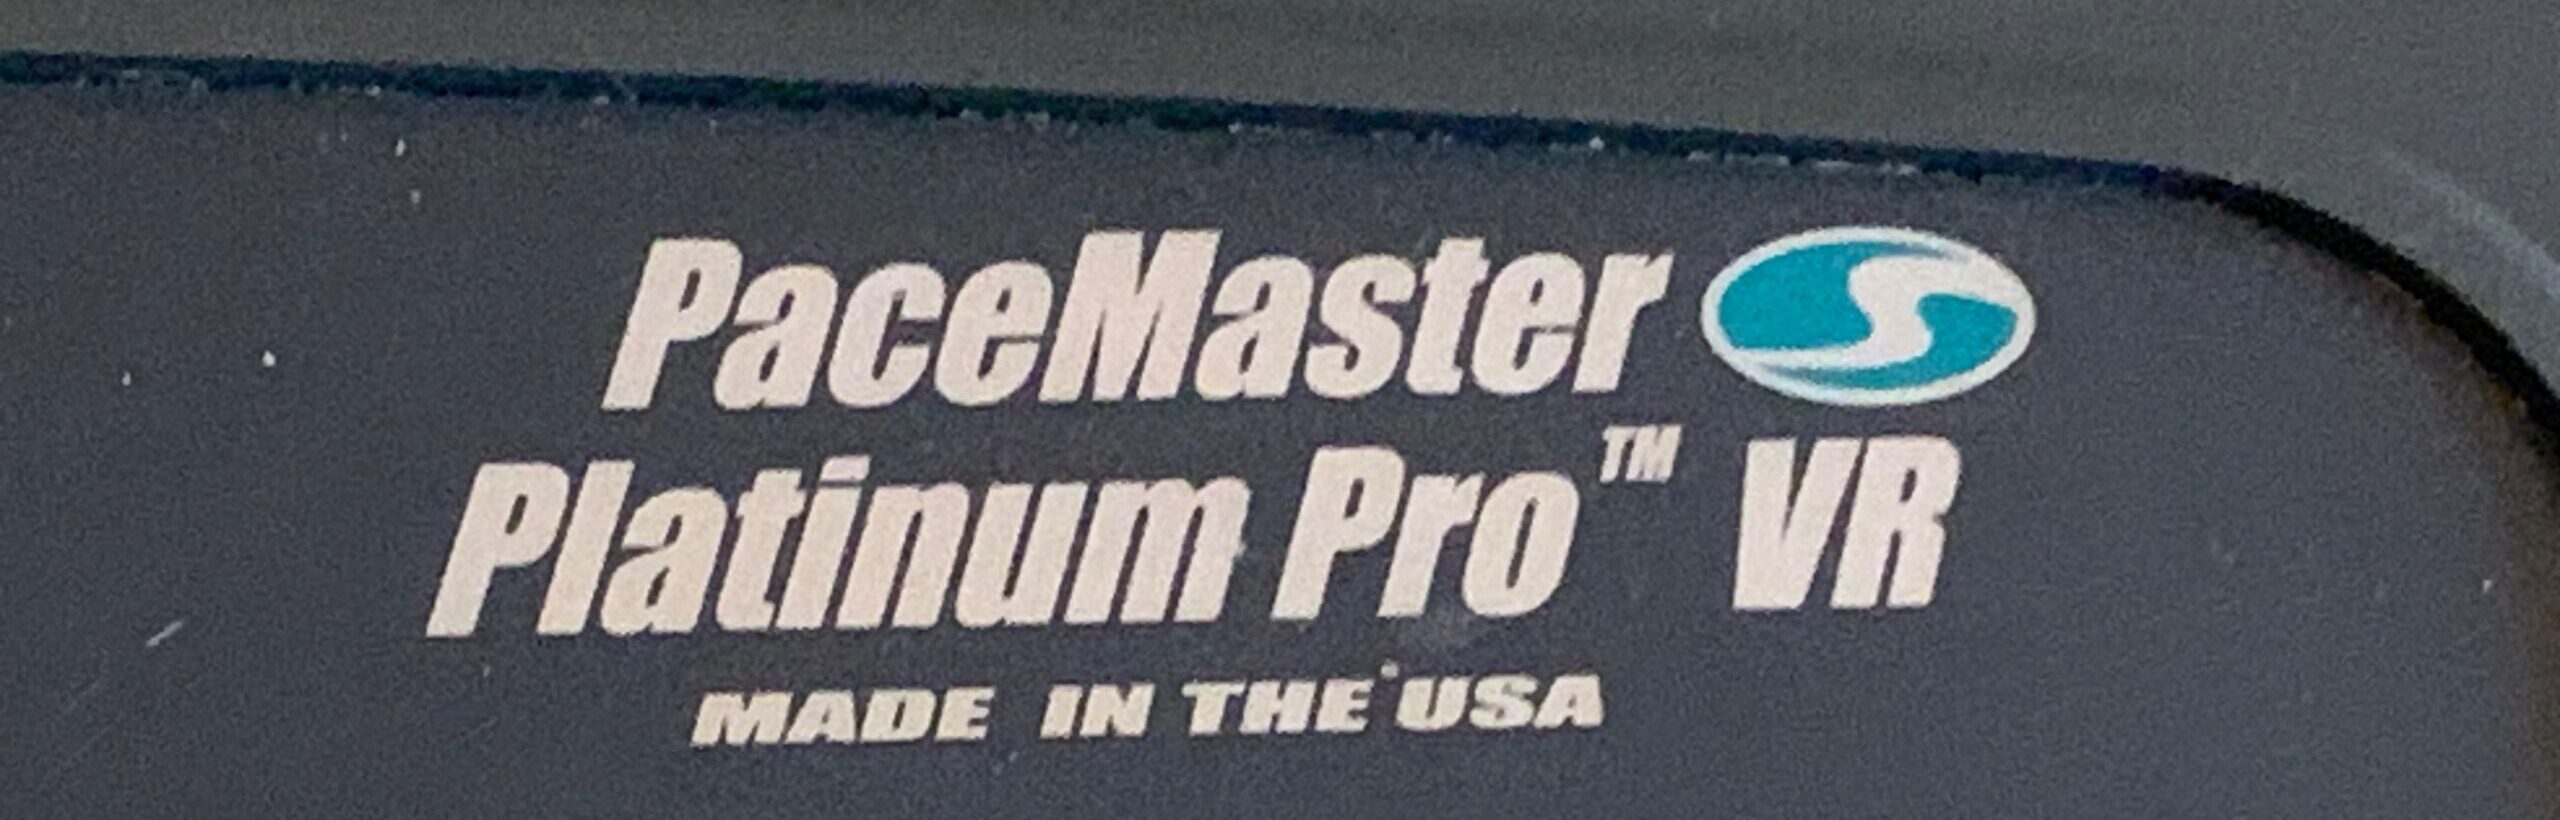 PaceMaster
Platinum Pro™ VR
MADE IN THE USA